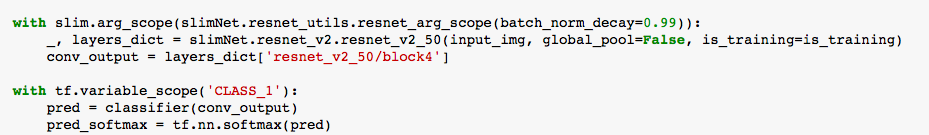 with slim.arg_scope(slimNet.resnet_utils.resnet_arg_scope(batch_norm_decay=0.99)):
    _, layers_dict = slimNet.resnet_v2.resnet_v2_50(input_img, global_pool=False, is_training=is_training)
    conv_output = layers_dict['resnet_v2_50/block4']

with tf.variable_scope('CLASS_1'):
    pred = classifier(conv_output)
    pred_softmax = tf.nn.softmax(pred)